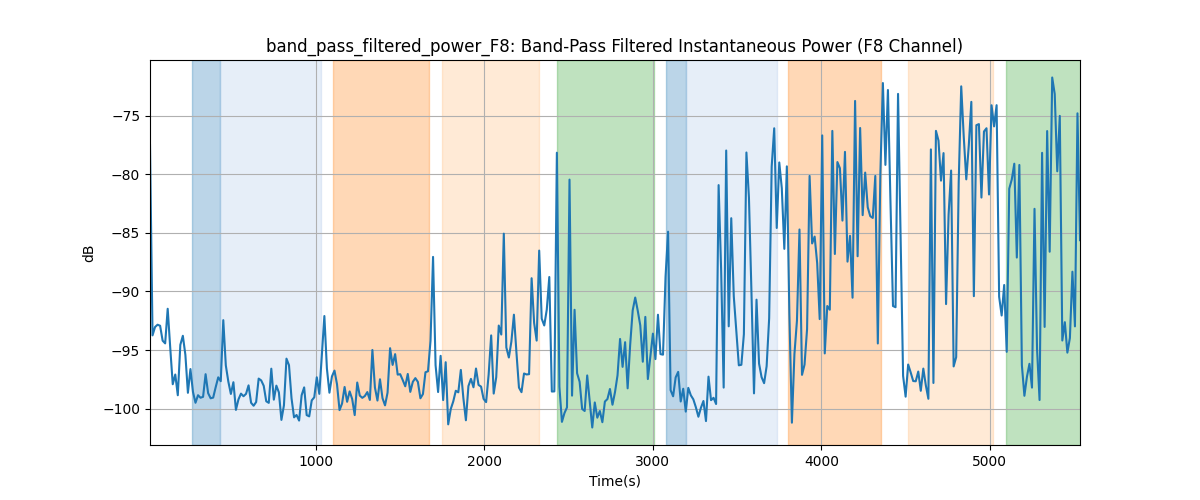 band_pass_filtered_power_F8: Band-Pass Filtered Instantaneous Power (F8 Channel)
−75
−80
−85
−90
−95
−100
dB
1000 2000 3000 4000 5000
Time(s)